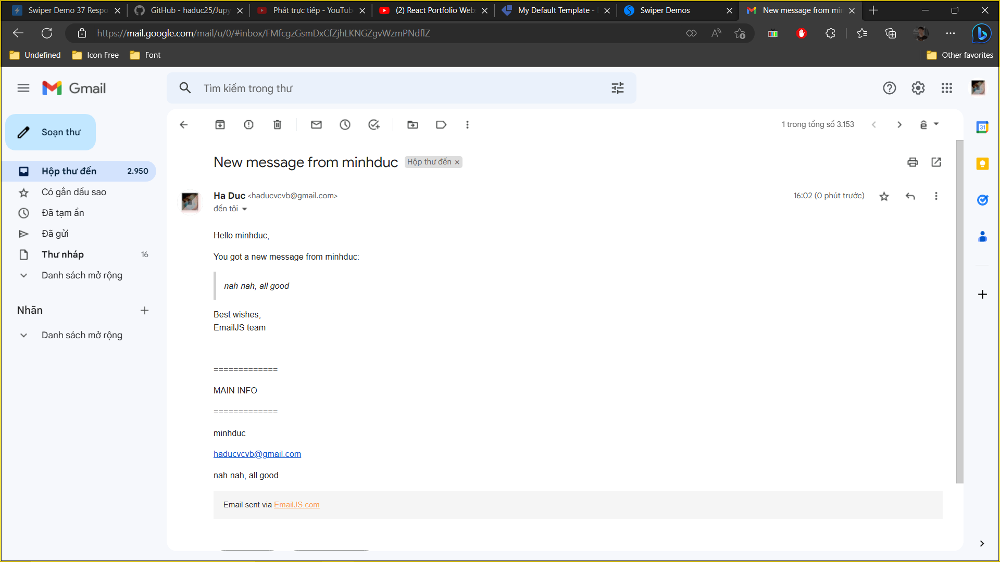 Swiper Demo 37 Respo
GitHub - haduc25/Jupy
Phát trực tiếp - YouTub
(2) React Portfolio Web
My Default Template -
Swiper Demos
New message from min
https://mail.google.com/mail/u/0/#inbox/FMfcgzGsmDxCfZjhLKNGZgvWzmPNdflZ
Undefined
Icon Free
Font
Other favorites
Gmail
Tìm kiếm trong thư
Soạn thư
1 trong tổng số 3.153
Hộp thư đến 2.950
Có gắn dấu sao
Đã tạm ẩn
Đã gửi
Thư nháp 16
Danh sách mở rộng
Nhãn
Danh sách mở rộng
New message from minhduc
Hộp thư đến
Ha Duc <haducvcvb@gmail.com>
16:02 (0 phút trước)
đến tôi
Hello minhduc,
You got a new message from minhduc:
nah nah, all good
Best wishes,
EmailJS team
=============
MAIN INFO
=============
minhduc
haducvcvb@gmail.com
nah nah, all good
Email sent via EmailJS.com
31